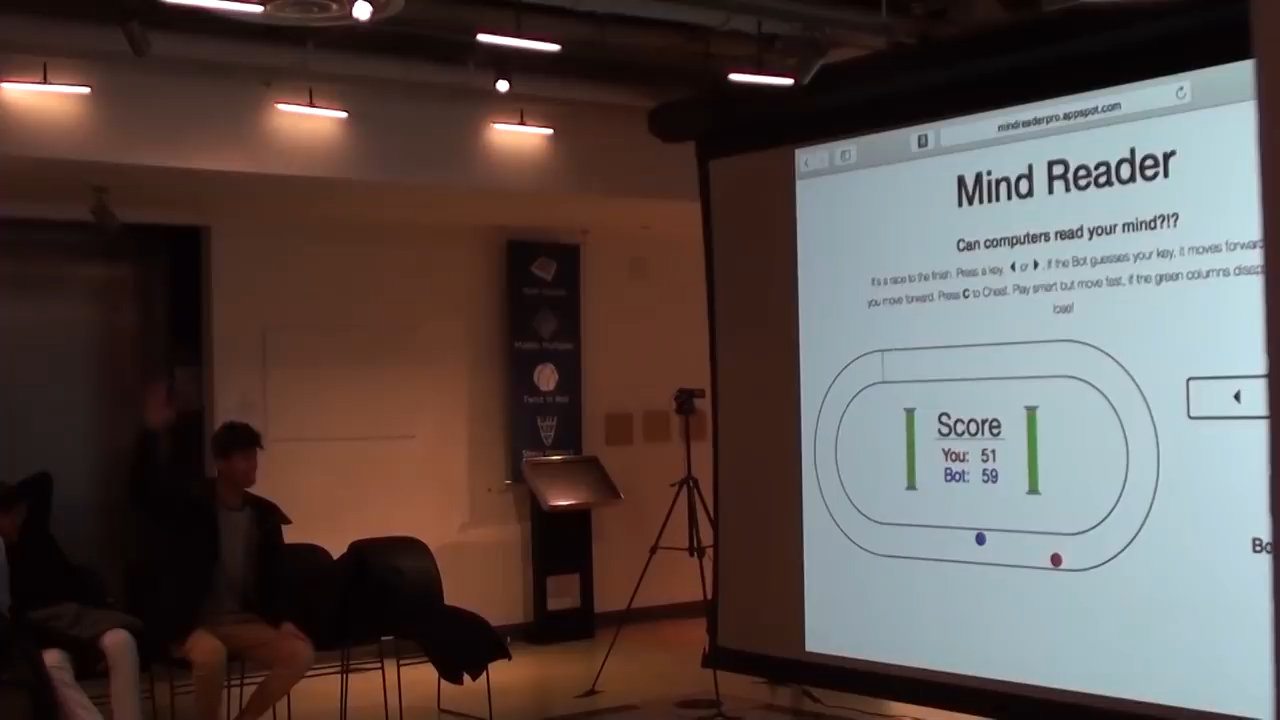 mindreaderpro.appspot.com
Mind Reader
Can computers read your mind?!?
It's a race to the finish. Press a key, ◀ or ▶. If the Bot guesses your key, it moves forward
you move forward. Press C to Cheat. Play smart but move fast, if the green columns
lose!
Score
You: 51
Bot: 59
◀
Twice 'n Nice